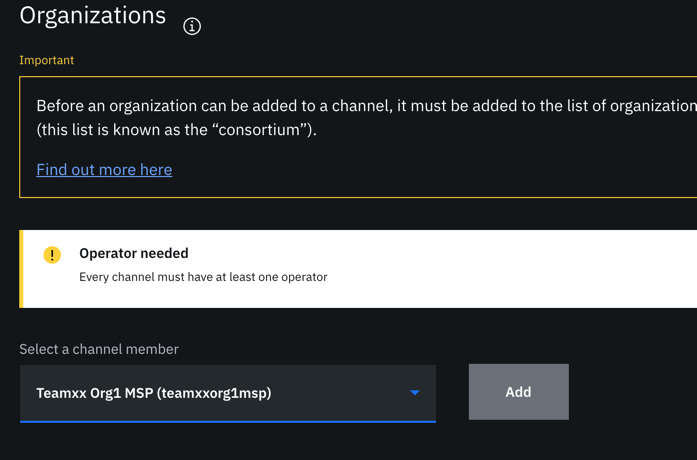 Organizations
Important
Before an organization can be added to a channel, it must be added to the list of organization
(this list is known as the “consortium”).
Find out more here
Operator needed
Every channel must have at least one operator
Select a channel member
Teamxx Org1 MSP (teamxxorg1msp)
Add